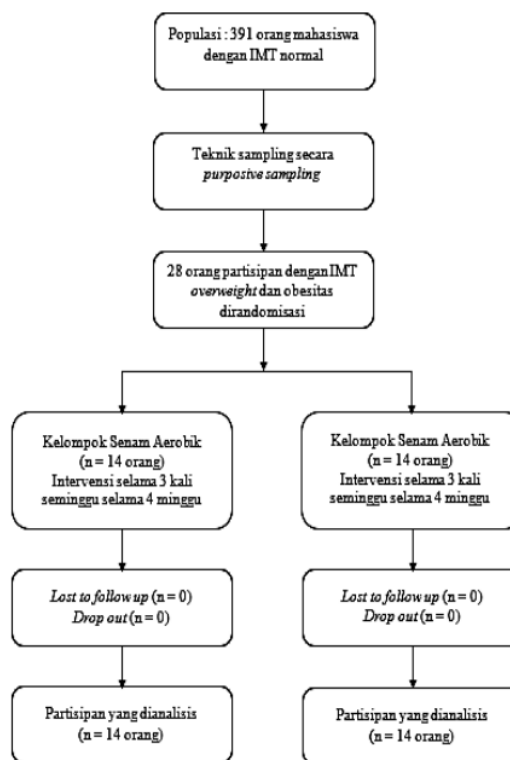 Populasi : 391 orang mahasiswa
dengan IMT normal
Teknik sampling secara
purposive sampling
28 orang partisipan dengan IMT
overweight dan obesitas
dirandomisasi
Kelompok Senam Aerobik
(n = 14 orang)
Intervensi selama 3 kali
seminggu selama 4 minggu
Kelompok Senam Aerobik
(n = 14 orang)
Intervensi selama 3 kali
seminggu selama 4 minggu
Lost to follow up (n = 0)
Drop out (n = 0)
Lost to follow up (n = 0)
Drop out (n = 0)
Partisipan yang dianalisis
(n = 14 orang)
Partisipan yang dianalisis
(n = 14 orang)